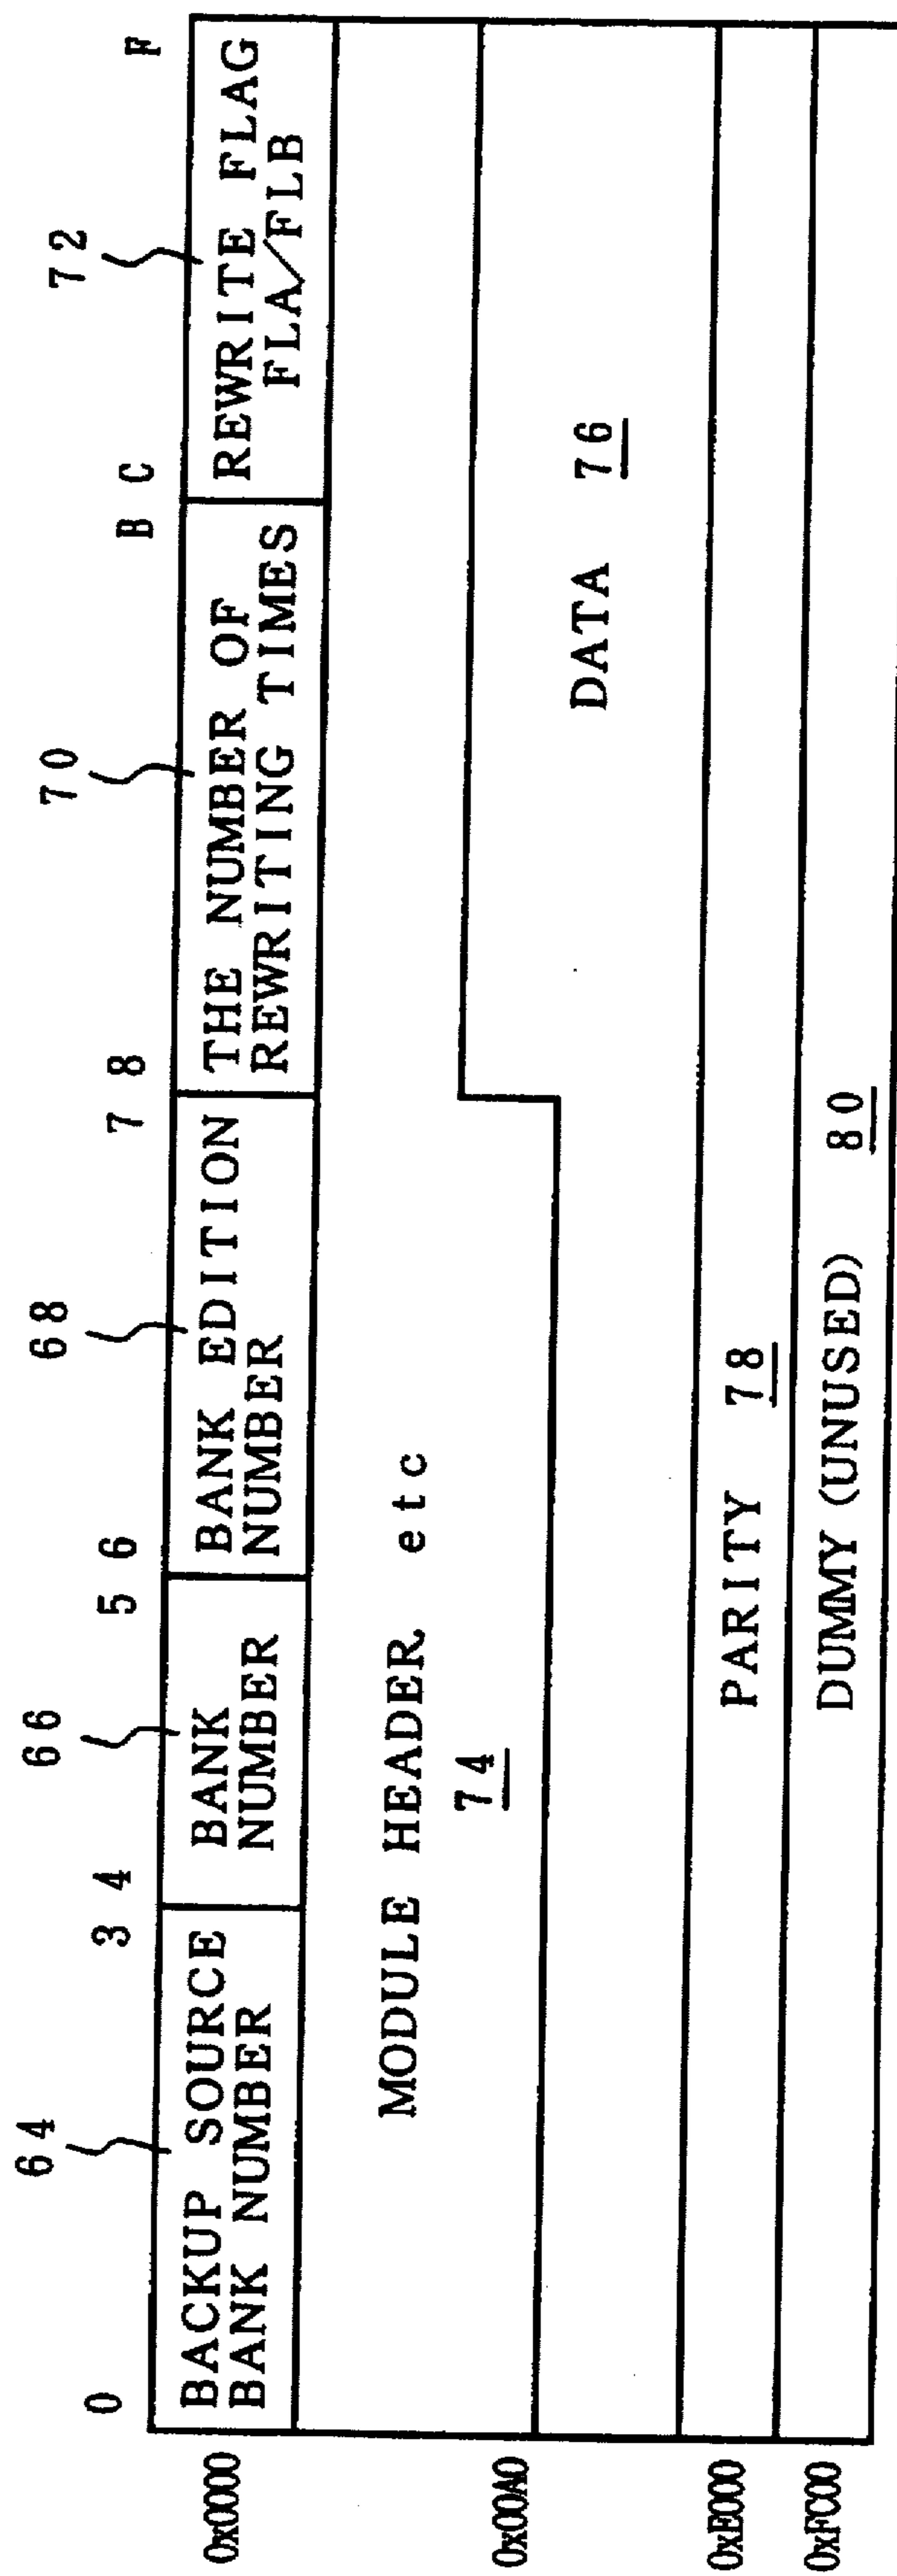 64 66 68 70 72
0 3 4 5 6 7 8 B C F
0x0000
BACKUP SOURCE
BANK NUMBER
BANK
NUMBER
BANK EDITION
NUMBER
THE NUMBER OF
REWRITING TIMES
REWRITE FLAG
FLA/FLB
MODULE HEADER, etc
74
0x00A0
DATA 76
0xE000
PARITY 78
0xFC00
DUMMY (UNUSED) 80